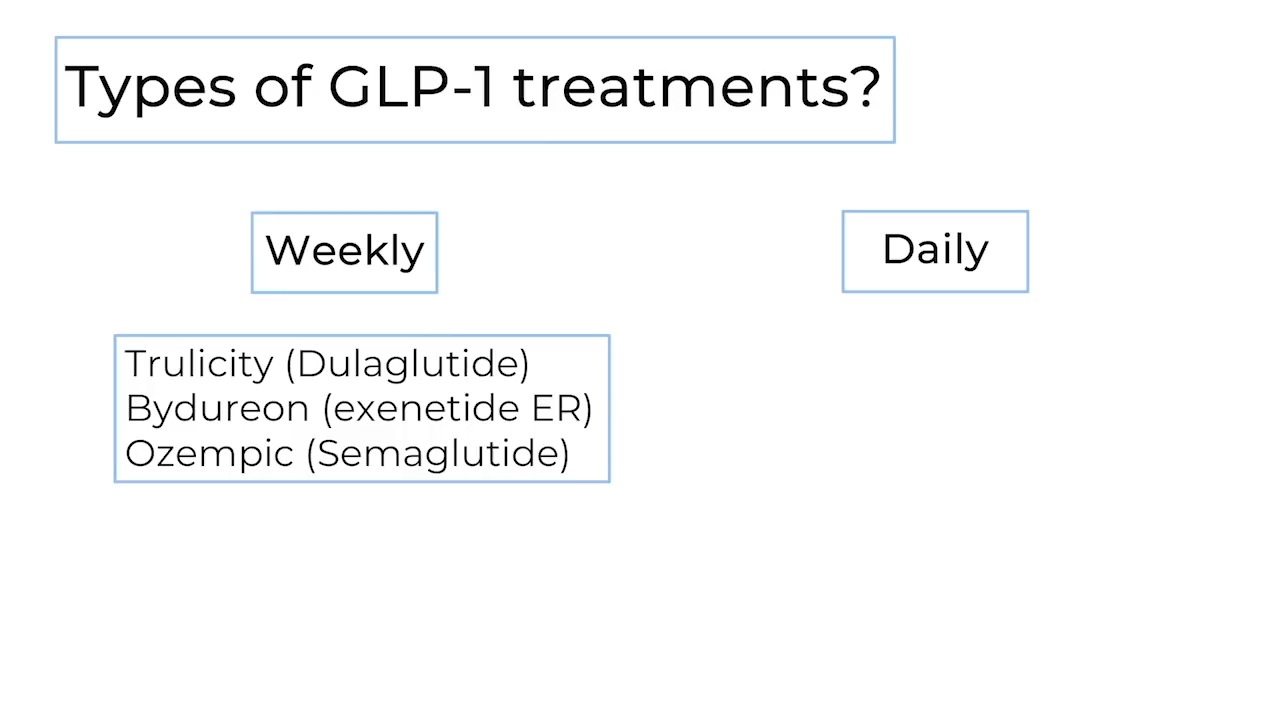 Types of GLP-1 treatments?
Weekly
Daily
Trulicity (Dulaglutide)
Bydureon (exenetide ER)
Ozempic (Semaglutide)